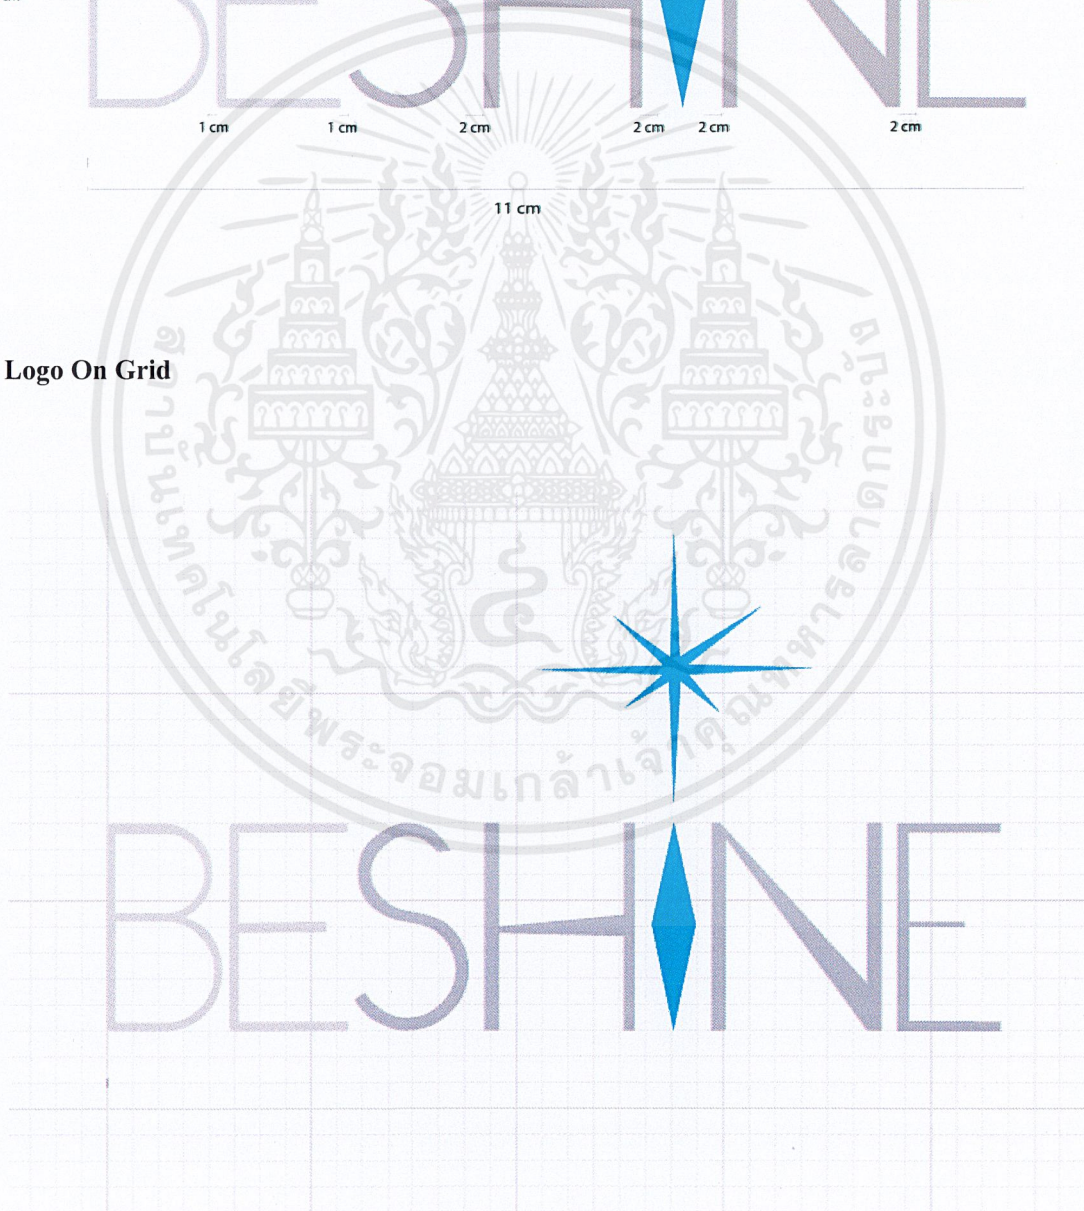 BESHINE
1 cm 1 cm 2 cm 2 cm 2 cm 2 cm
11 cm
Logo On Grid
สถาบันเทคโนโลยีพระจอมเกล้าเจ้าคุณทหารลาดกระบัง
๔
BESHINE